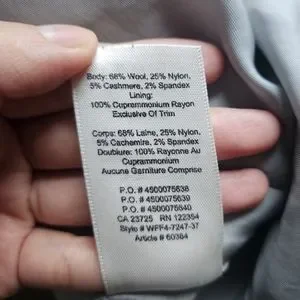 Body: 68% Wool, 25% Nylon,
5% Cashmere, 2% Spandex
Lining:
100% Cuprammonium Rayon
Exclusive Of Trim
Corps: 68% Laine, 25% Nylon,
5% Cachemire, 2% Spandex
Doublure: 100% Rayonne Au
Cuprammonium
Aucune Garniture Comprise
P.O. # 4500075638
P.O. # 4500075639
P.O. # 4500075640
CA 23725 RN 122354
Style # WFF4-7247-37
Article # 60384